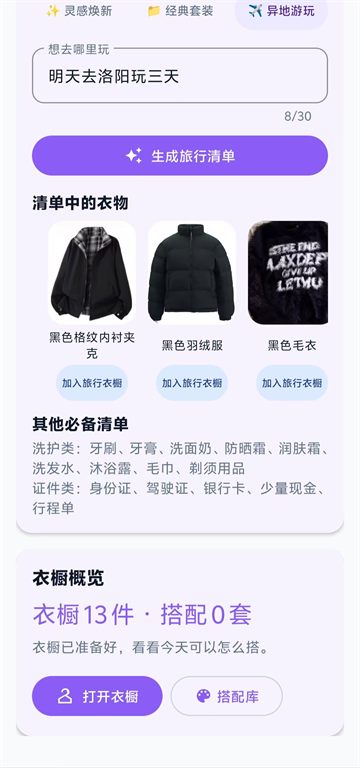 灵感焕新
经典套装
异地游玩
想去哪里玩
明天去洛阳玩三天
8/30
生成旅行清单
清单中的衣物
STHE END
GIVE UP
黑色格纹内衬夹
克
黑色羽绒服
黑色毛衣
加入旅行衣橱
加入旅行衣橱
加入旅行衣橱
其他必备清单
洗护类：牙刷、牙膏、洗面奶、防晒霜、润肤霜、
洗发水、沐浴露、毛巾、剃须用品
证件类：身份证、驾驶证、银行卡、少量现金、
行程单
衣橱概览
衣橱13件 · 搭配0套
衣橱已准备好，看看今天可以怎么搭。
打开衣橱
搭配库